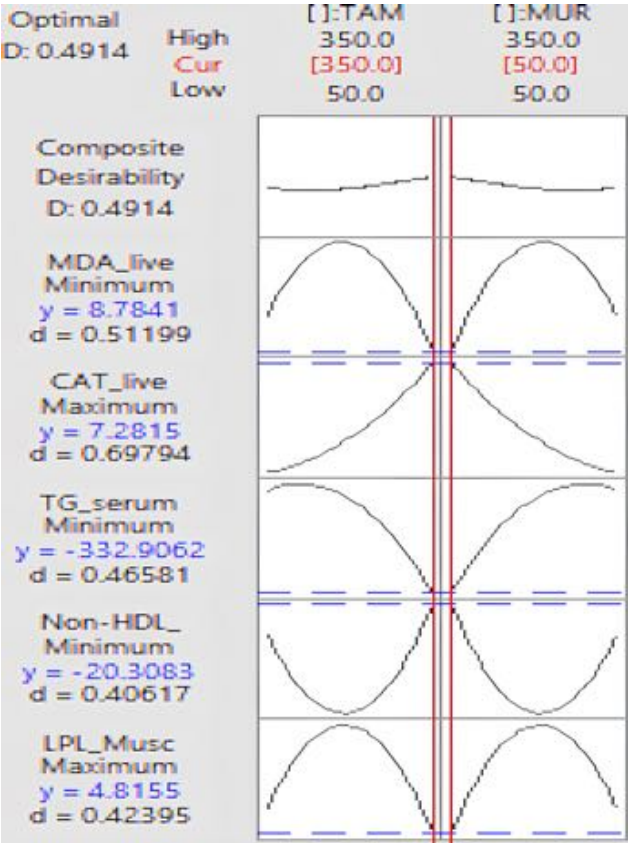 Optimal
D: 0.4914
High
Cur
Low
[ ]:TAM
350.0
[350.0]
50.0
[ ]:MUR
350.0
[50.0]
50.0
Composite
Desirability
D: 0.4914
MDA_live
Minimum
y = 8.7841
d = 0.51199
CAT_live
Maximum
y = 7.2815
d = 0.69794
TG_serum
Minimum
y = -332.9062
d = 0.46581
Non-HDL_
Minimum
y = -20.3083
d = 0.40617
LPL_Musc
Maximum
y = 4.8155
d = 0.42395